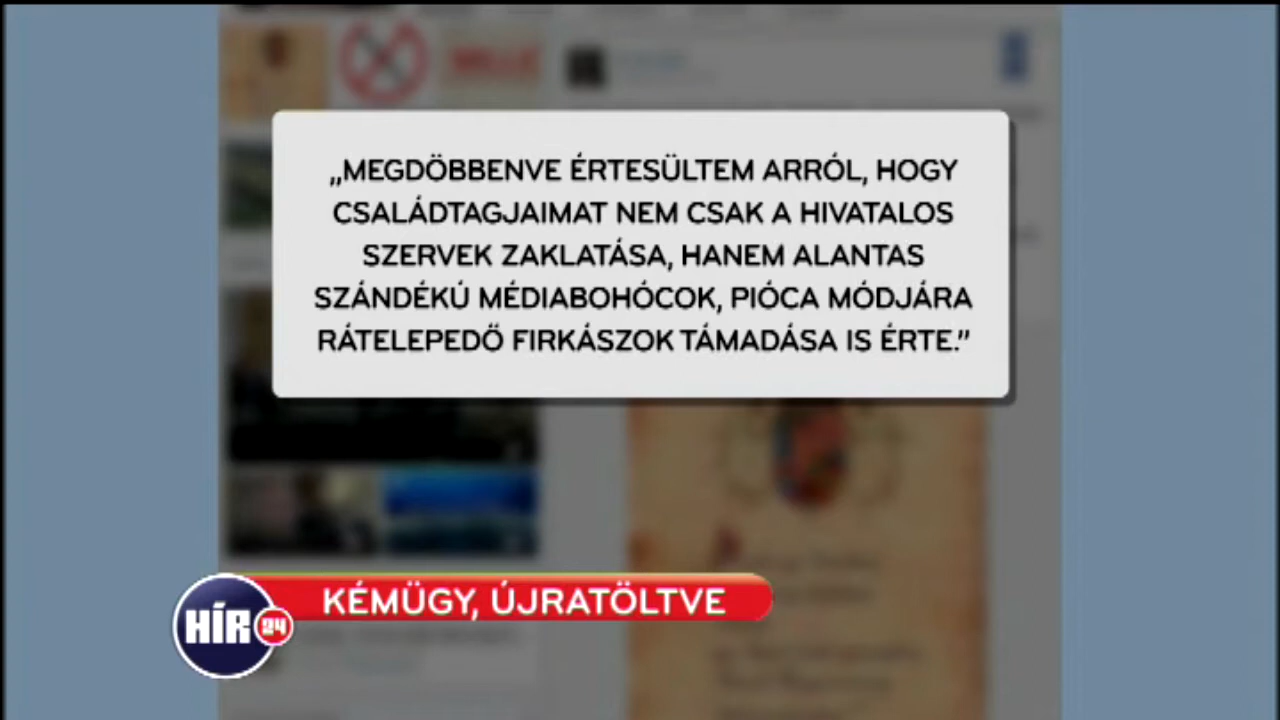 „MEGDÖBBENVE ÉRTESÜLTEM ARRÓL, HOGY
CSALÁDTAGJAIMAT NEM CSAK A HIVATALOS
SZERVEK ZAKLATÁSA, HANEM ALANTAS
SZÁNDÉKÚ MÉDIABOHÓCOK, PIÓCA MÓDJÁRA
RÁTELEPEDŐ FIRKÁSZOK TÁMADÁSA IS ÉRTE.”
KÉMÜGY, ÚJRATÖLTVE
HÍR 24